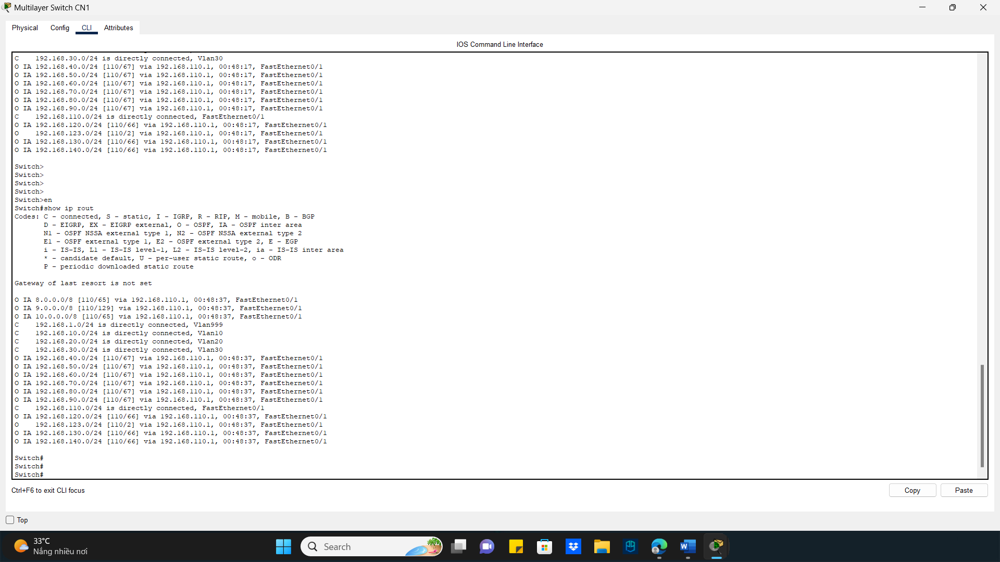 Multilayer Switch CN1
Physical Config CLI Attributes
IOS Command Line Interface
C    192.168.30.0/24 is directly connected, Vlan30
O IA 192.168.40.0/24 [110/67] via 192.168.110.1, 00:48:17, FastEthernet0/1
O IA 192.168.50.0/24 [110/67] via 192.168.110.1, 00:48:17, FastEthernet0/1
O IA 192.168.60.0/24 [110/67] via 192.168.110.1, 00:48:17, FastEthernet0/1
O IA 192.168.70.0/24 [110/67] via 192.168.110.1, 00:48:17, FastEthernet0/1
O IA 192.168.80.0/24 [110/67] via 192.168.110.1, 00:48:17, FastEthernet0/1
O IA 192.168.90.0/24 [110/67] via 192.168.110.1, 00:48:17, FastEthernet0/1
C    192.168.110.0/24 is directly connected, FastEthernet0/1
O IA 192.168.120.0/24 [110/66] via 192.168.110.1, 00:48:17, FastEthernet0/1
O    192.168.123.0/24 [110/2] via 192.168.110.1, 00:48:17, FastEthernet0/1
O IA 192.168.130.0/24 [110/66] via 192.168.110.1, 00:48:17, FastEthernet0/1
O IA 192.168.140.0/24 [110/66] via 192.168.110.1, 00:48:17, FastEthernet0/1
Switch>
Switch>
Switch>
Switch>
Switch>en
Switch#show ip rout
Codes: C - connected, S - static, I - IGRP, R - RIP, M - mobile, B - BGP
D - EIGRP, EX - EIGRP external, O - OSPF, IA - OSPF inter area
N1 - OSPF NSSA external type 1, N2 - OSPF NSSA external type 2
E1 - OSPF external type 1, E2 - OSPF external type 2, E - EGP
i - IS-IS, L1 - IS-IS level-1, L2 - IS-IS level-2, ia - IS-IS inter area
* - candidate default, U - per-user static route, o - ODR
P - periodic downloaded static route
Gateway of last resort is not set
O IA 8.0.0.0/8 [110/65] via 192.168.110.1, 00:48:37, FastEthernet0/1
O IA 9.0.0.0/8 [110/129] via 192.168.110.1, 00:48:37, FastEthernet0/1
O IA 10.0.0.0/8 [110/65] via 192.168.110.1, 00:48:37, FastEthernet0/1
C    192.168.1.0/24 is directly connected, Vlan999
C    192.168.10.0/24 is directly connected, Vlan10
C    192.168.20.0/24 is directly connected, Vlan20
C    192.168.30.0/24 is directly connected, Vlan30
O IA 192.168.40.0/24 [110/67] via 192.168.110.1, 00:48:37, FastEthernet0/1
O IA 192.168.50.0/24 [110/67] via 192.168.110.1, 00:48:37, FastEthernet0/1
O IA 192.168.60.0/24 [110/67] via 192.168.110.1, 00:48:37, FastEthernet0/1
O IA 192.168.70.0/24 [110/67] via 192.168.110.1, 00:48:37, FastEthernet0/1
O IA 192.168.80.0/24 [110/67] via 192.168.110.1, 00:48:37, FastEthernet0/1
O IA 192.168.90.0/24 [110/67] via 192.168.110.1, 00:48:37, FastEthernet0/1
C    192.168.110.0/24 is directly connected, FastEthernet0/1
O IA 192.168.120.0/24 [110/66] via 192.168.110.1, 00:48:37, FastEthernet0/1
O    192.168.123.0/24 [110/2] via 192.168.110.1, 00:48:37, FastEthernet0/1
O IA 192.168.130.0/24 [110/66] via 192.168.110.1, 00:48:37, FastEthernet0/1
O IA 192.168.140.0/24 [110/66] via 192.168.110.1, 00:48:37, FastEthernet0/1
Switch#
Switch#
Switch#
Ctrl+F6 to exit CLI focus
Copy Paste
Top
33°C
Nắng nhiều nơi
Search
W